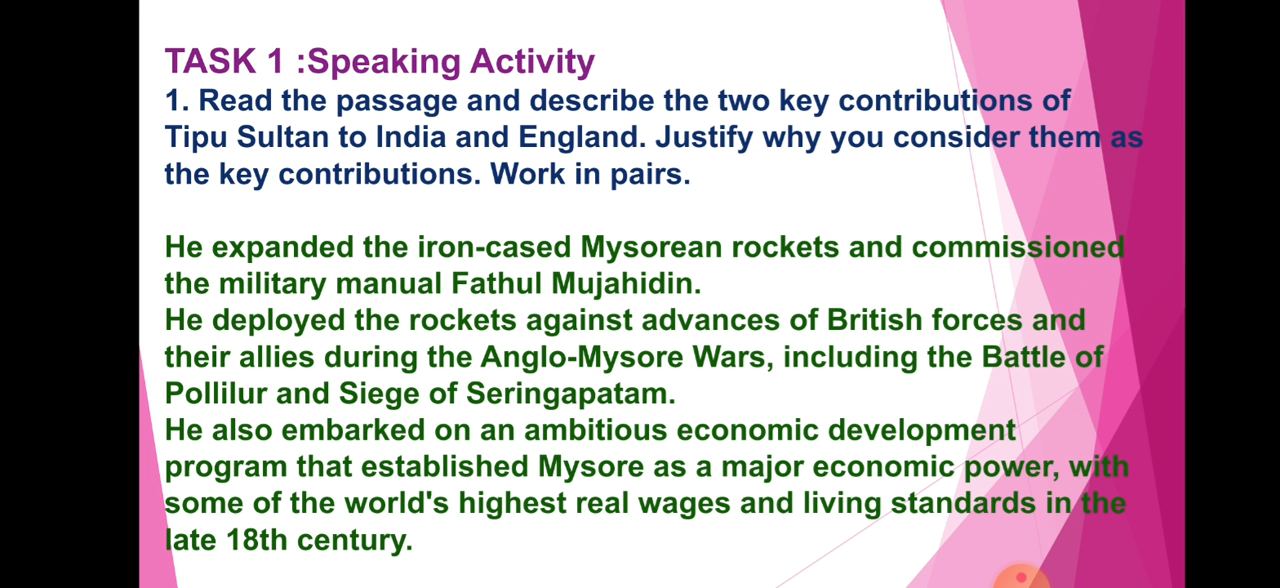 TASK 1 :Speaking Activity
1. Read the passage and describe the two key contributions of
Tipu Sultan to India and England. Justify why you consider them as
the key contributions. Work in pairs.
He expanded the iron-cased Mysorean rockets and commissioned
the military manual Fathul Mujahidin.
He deployed the rockets against advances of British forces and
their allies during the Anglo-Mysore Wars, including the Battle of
Pollilur and Siege of Seringapatam.
He also embarked on an ambitious economic development
program that established Mysore as a major economic power, with
some of the world's highest real wages and living standards in the
late 18th century.